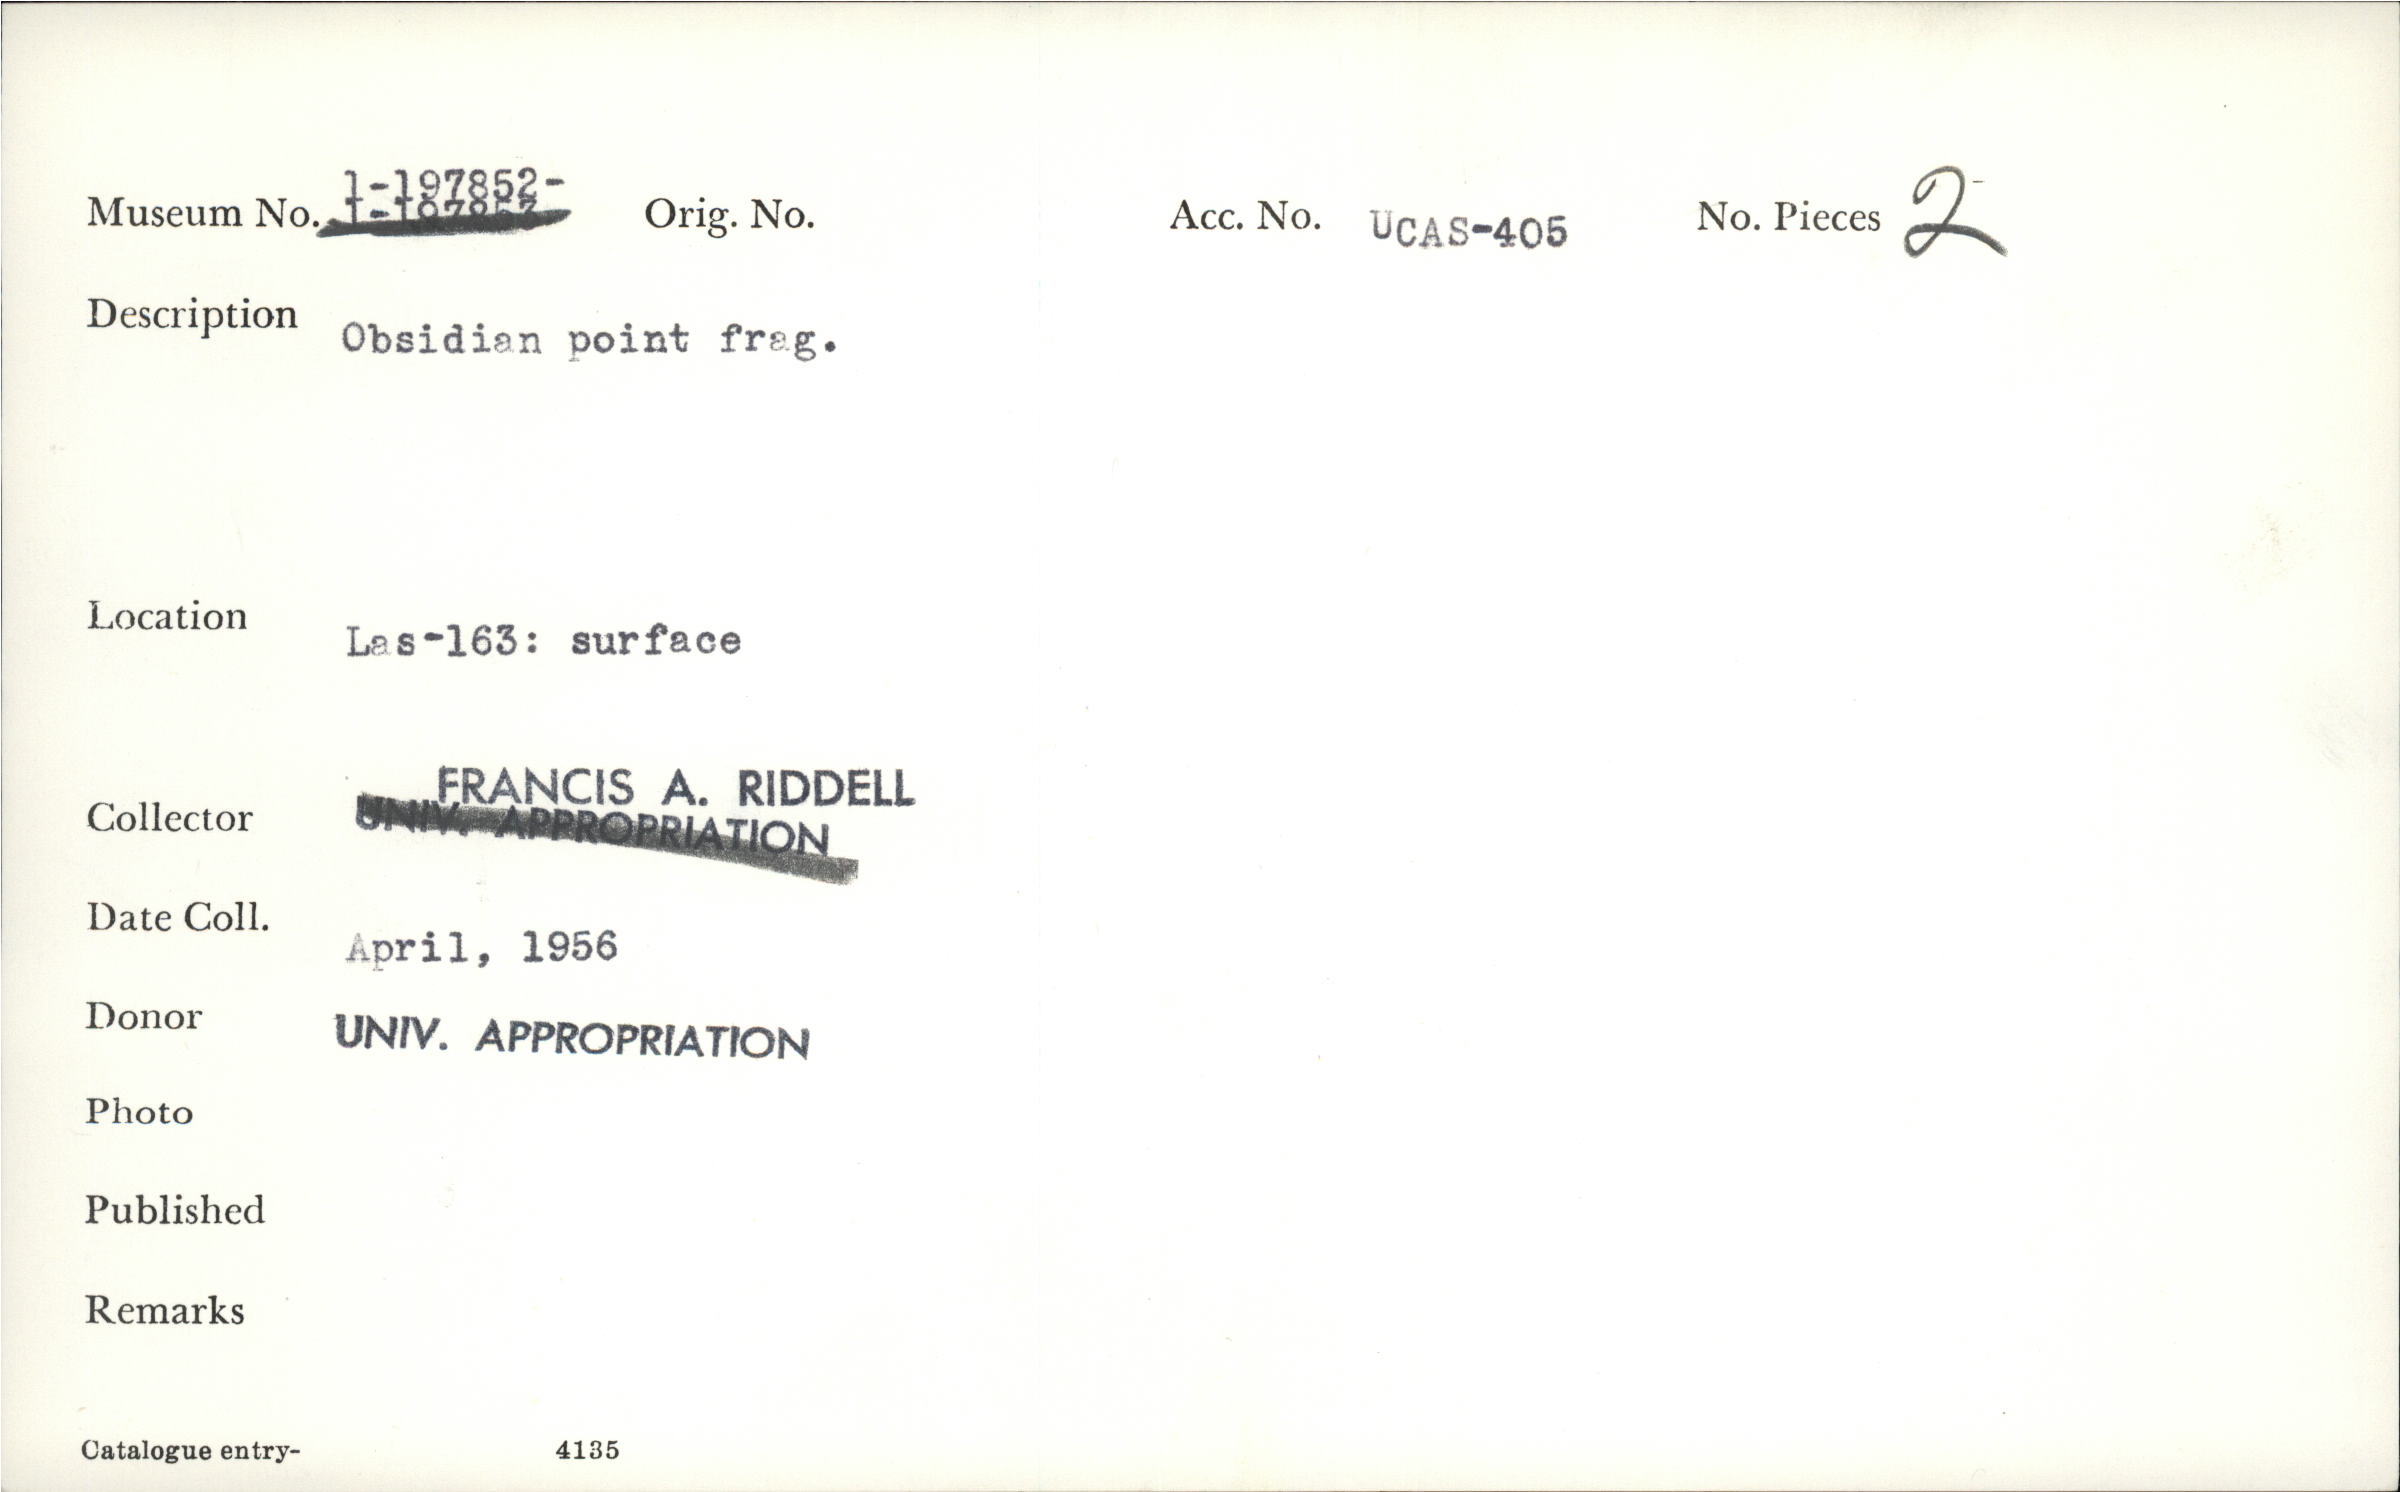 Museum No. 1-197852- Orig. No. Acc. No. UCAS-405 No. Pieces 2
Description Obsidian point frag.
Location Las-163: surface
FRANCIS A. RIDDELL
Collector UNIV. APPROPRIATION
Date Coll. April, 1956
Donor UNIV. APPROPRIATION
Photo
Published
Remarks
Catalogue entry- 4135